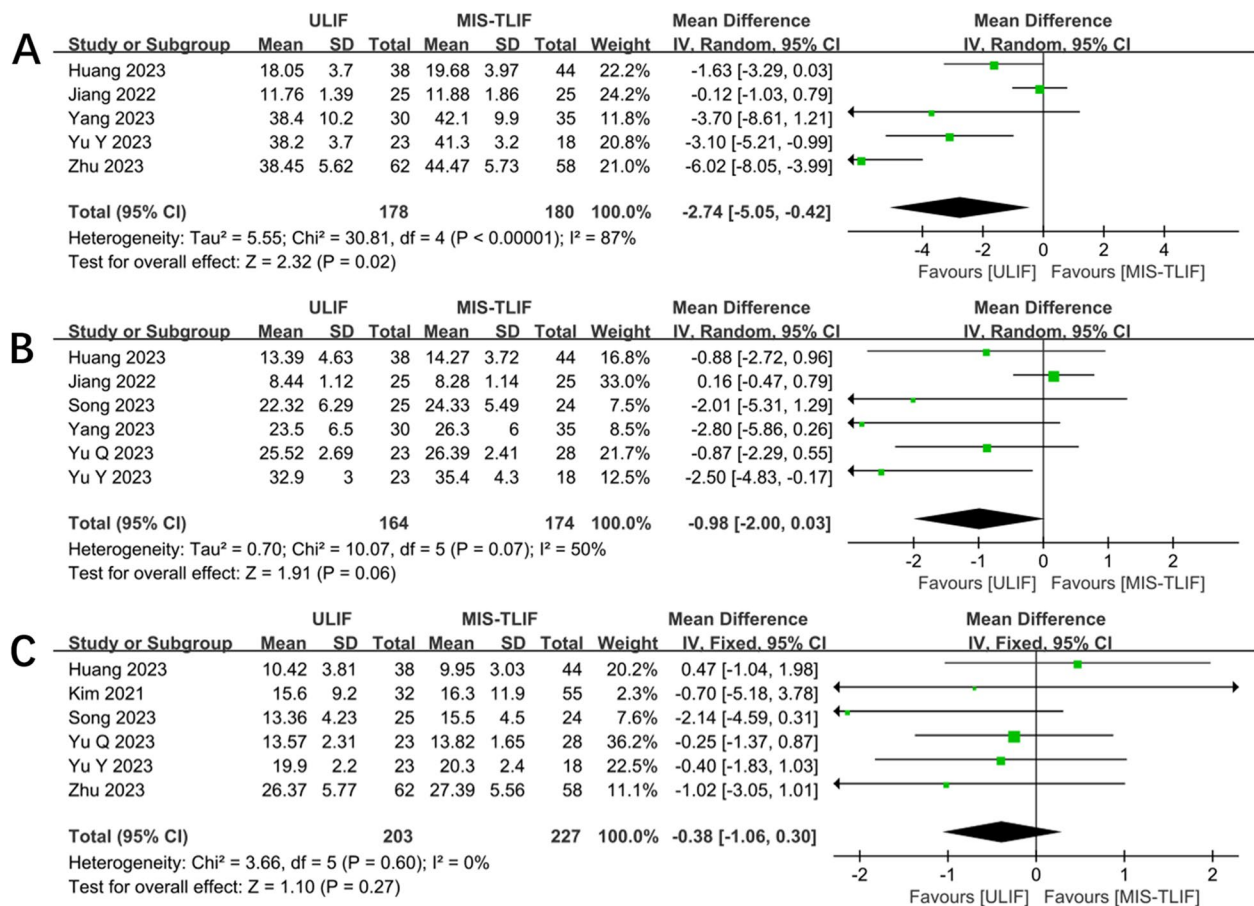 A
ULIF MIS-TLIF Mean Difference Mean Difference
Study or Subgroup Mean SD Total Mean SD Total Weight IV, Random, 95% CI IV, Random, 95% CI
Huang 2023 18.05 3.7 38 19.68 3.97 44 22.2% -1.63 [-3.29, 0.03]
Jiang 2022 11.76 1.39 25 11.88 1.86 25 24.2% -0.12 [-1.03, 0.79]
Yang 2023 38.4 10.2 30 42.1 9.9 35 11.8% -3.70 [-8.61, 1.21]
Yu Y 2023 38.2 3.7 23 41.3 3.2 18 20.8% -3.10 [-5.21, -0.99]
Zhu 2023 38.45 5.62 62 44.47 5.73 58 21.0% -6.02 [-8.05, -3.99]
Total (95% CI) 178 180 100.0% -2.74 [-5.05, -0.42]
Heterogeneity: Tau² = 5.55; Chi² = 30.81, df = 4 (P < 0.00001); I² = 87%
Test for overall effect: Z = 2.32 (P = 0.02)
-4 -2 0 2 4
Favours [ULIF] Favours [MIS-TLIF]
B
ULIF MIS-TLIF Mean Difference Mean Difference
Study or Subgroup Mean SD Total Mean SD Total Weight IV, Random, 95% CI IV, Random, 95% CI
Huang 2023 13.39 4.63 38 14.27 3.72 44 16.8% -0.88 [-2.72, 0.96]
Jiang 2022 8.44 1.12 25 8.28 1.14 25 33.0% 0.16 [-0.47, 0.79]
Song 2023 22.32 6.29 25 24.33 5.49 24 7.5% -2.01 [-5.31, 1.29]
Yang 2023 23.5 6.5 30 26.3 6 35 8.5% -2.80 [-5.86, 0.26]
Yu Q 2023 25.52 2.69 23 26.39 2.41 28 21.7% -0.87 [-2.29, 0.55]
Yu Y 2023 32.9 3 23 35.4 4.3 18 12.5% -2.50 [-4.83, -0.17]
Total (95% CI) 164 174 100.0% -0.98 [-2.00, 0.03]
Heterogeneity: Tau² = 0.70; Chi² = 10.07, df = 5 (P = 0.07); I² = 50%
Test for overall effect: Z = 1.91 (P = 0.06)
-2 -1 0 1 2
Favours [ULIF] Favours [MIS-TLIF]
C
ULIF MIS-TLIF Mean Difference Mean Difference
Study or Subgroup Mean SD Total Mean SD Total Weight IV, Fixed, 95% CI IV, Fixed, 95% CI
Huang 2023 10.42 3.81 38 9.95 3.03 44 20.2% 0.47 [-1.04, 1.98]
Kim 2021 15.6 9.2 32 16.3 11.9 55 2.3% -0.70 [-5.18, 3.78]
Song 2023 13.36 4.23 25 15.5 4.5 24 7.6% -2.14 [-4.59, 0.31]
Yu Q 2023 13.57 2.31 23 13.82 1.65 28 36.2% -0.25 [-1.37, 0.87]
Yu Y 2023 19.9 2.2 23 20.3 2.4 18 22.5% -0.40 [-1.83, 1.03]
Zhu 2023 26.37 5.77 62 27.39 5.56 58 11.1% -1.02 [-3.05, 1.01]
Total (95% CI) 203 227 100.0% -0.38 [-1.06, 0.30]
Heterogeneity: Chi² = 3.66, df = 5 (P = 0.60); I² = 0%
Test for overall effect: Z = 1.10 (P = 0.27)
-2 -1 0 1 2
Favours [ULIF] Favours [MIS-TLIF]